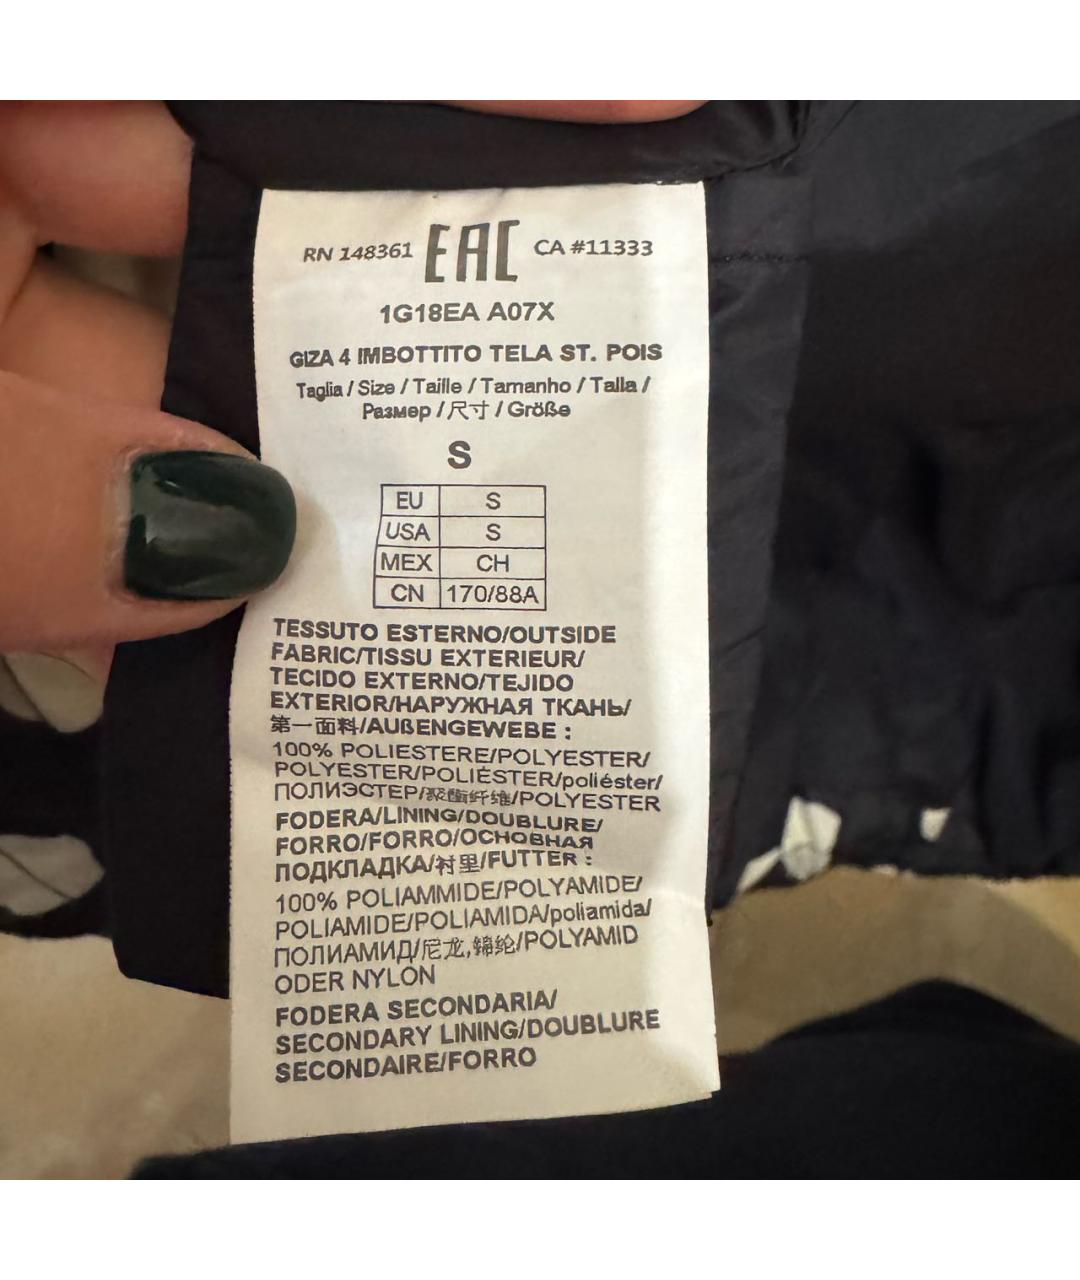 RN 148361 EAC CA #11333
1G18EA A07X
GIZA 4 IMBOTTITO TELA ST. POIS
Taglia / Size / Taille / Tamanho / Talla /
Размер / 尺寸 / Größe
S
EU S
USA S
MEX CH
CN 170/88A
TESSUTO ESTERNO/OUTSIDE
FABRIC/TISSU EXTERIEUR/
TECIDO EXTERNO/TEJIDO
EXTERIOR/НАРУЖНАЯ ТКАНЬ/
第一面料/AUßENGEWEBE :
100% POLIESTERE/POLYESTER/
POLYESTER/POLIÉSTER/poliéster/
ПОЛИЭСТЕР/聚酯纤维/POLYESTER
FODERA/LINING/DOUBLURE/
FORRO/FORRO/ОСНОВНАЯ
ПОДКЛАДКА/衬里/FUTTER :
100% POLIAMMIDE/POLYAMIDE/
POLIAMIDE/POLIAMIDA/poliamida/
ПОЛИАМИД/尼龙,锦纶/POLYAMID
ODER NYLON
FODERA SECONDARIA/
SECONDARY LINING/DOUBLURE
SECONDAIRE/FORRO